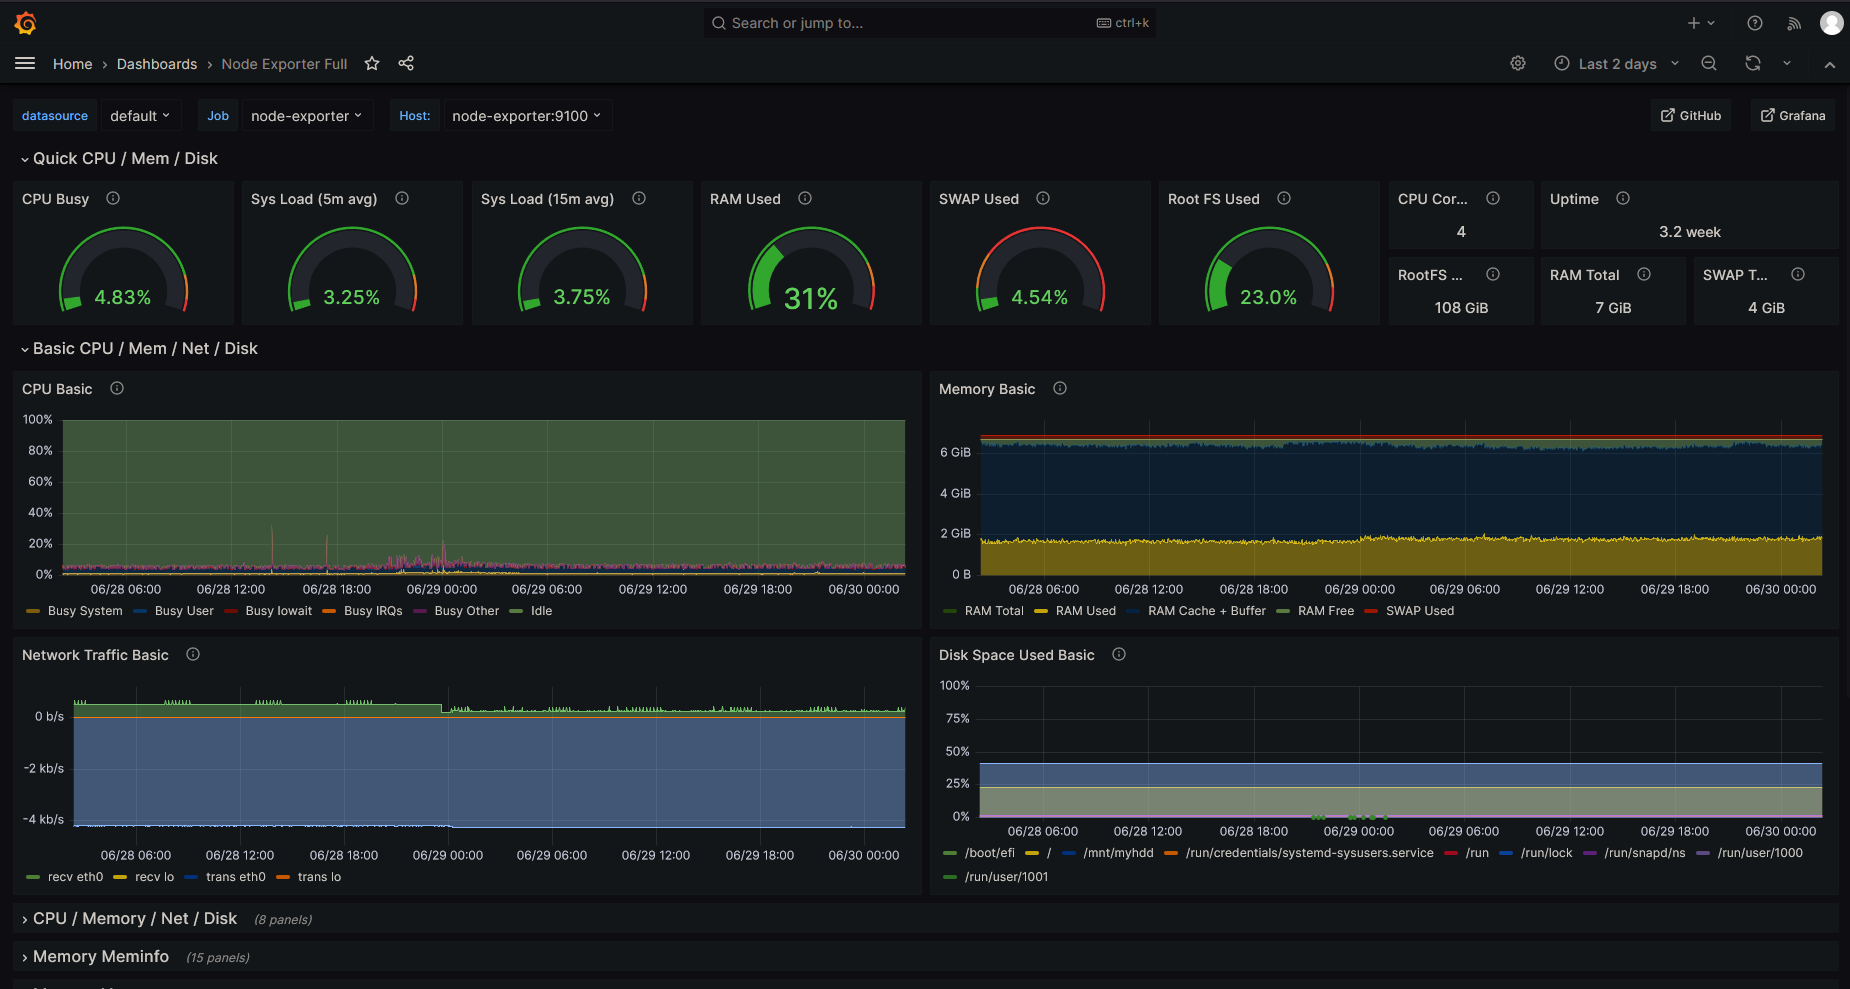 Search or jump to... ctrl+k
Home › Dashboards › Node Exporter Full Last 2 days
datasource default Job node-exporter Host: node-exporter:9100 GitHub Grafana
Quick CPU / Mem / Disk
CPU Busy
4.83%
Sys Load (5m avg)
3.25%
Sys Load (15m avg)
3.75%
RAM Used
31%
SWAP Used
4.54%
Root FS Used
23.0%
CPU Cor...
4
Uptime
3.2 week
RootFS ...
108 GiB
RAM Total
7 GiB
SWAP T...
4 GiB
Basic CPU / Mem / Net / Disk
CPU Basic
100%
80%
60%
40%
20%
0%
06/28 06:00 06/28 12:00 06/28 18:00 06/29 00:00 06/29 06:00 06/29 12:00 06/29 18:00 06/30 00:00
Busy System Busy User Busy Iowait Busy IRQs Busy Other Idle
Memory Basic
6 GiB
4 GiB
2 GiB
0 B
06/28 06:00 06/28 12:00 06/28 18:00 06/29 00:00 06/29 06:00 06/29 12:00 06/29 18:00 06/30 00:00
RAM Total RAM Used RAM Cache + Buffer RAM Free SWAP Used
Network Traffic Basic
0 b/s
-2 kb/s
-4 kb/s
06/28 06:00 06/28 12:00 06/28 18:00 06/29 00:00 06/29 06:00 06/29 12:00 06/29 18:00 06/30 00:00
recv eth0 recv lo trans eth0 trans lo
Disk Space Used Basic
100%
75%
50%
25%
0%
06/28 06:00 06/28 12:00 06/28 18:00 06/29 00:00 06/29 06:00 06/29 12:00 06/29 18:00 06/30 00:00
/boot/efi / /mnt/myhdd /run/credentials/systemd-sysusers.service /run /run/lock /run/snapd/ns /run/user/1000
/run/user/1001
CPU / Memory / Net / Disk (8 panels)
Memory Meminfo (15 panels)